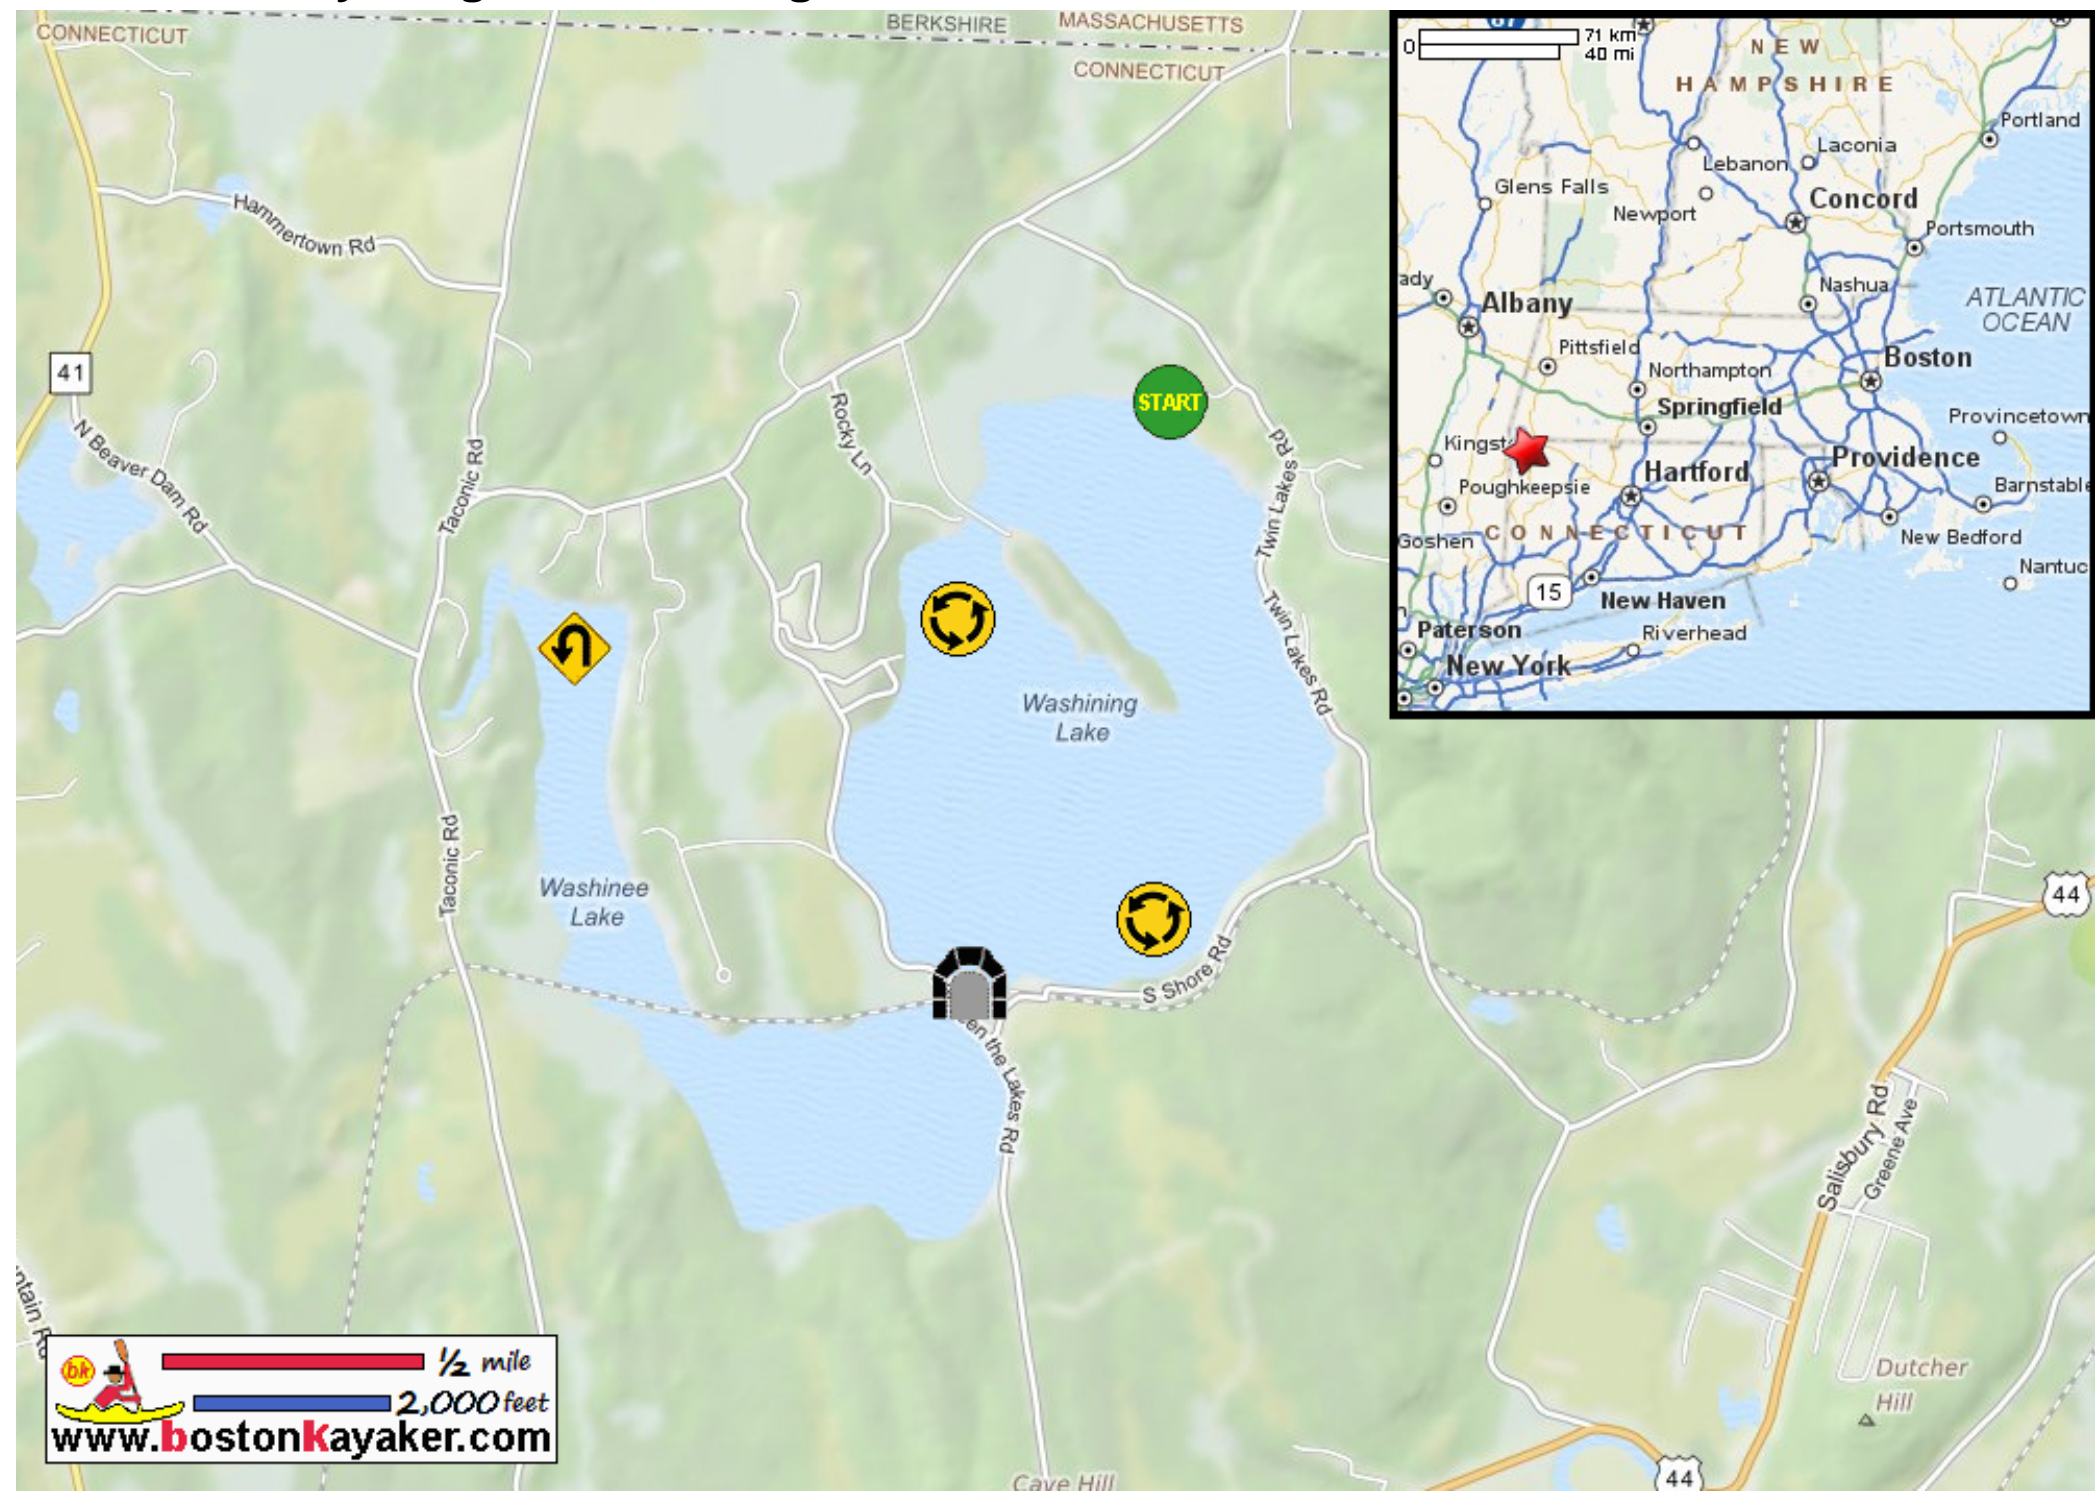 CONNECTICUT
BERKSHIRE
MASSACHUSETTS
CONNECTICUT
Hammertown Rd
41
N Beaver Dam Rd
Taconic Rd
Rocky Ln
START
Twin Lakes Rd
Twin Lakes Rd
Washining
Lake
Taconic Rd
Washinee
Lake
S Shore Rd
the Lakes Rd
44
Salisbury Rd
Greene Ave
Dutcher
Hill
44
Cave Hill
1/2 mile
2,000 feet
bk
www.bostonkayaker.com
0
71 km
40 mi
87
NEW
HAMPSHIRE
Portland
Laconia
Lebanon
Glens Falls
Newport
Concord
Portsmouth
Nashua
Albany
ATLANTIC
OCEAN
Pittsfield
Boston
Northampton
Springfield
Provincetown
Providence
Hartford
Poughkeepsie
Barnstable
CONNECTICUT
Goshen
New Bedford
15
New Haven
Paterson
Riverhead
New York